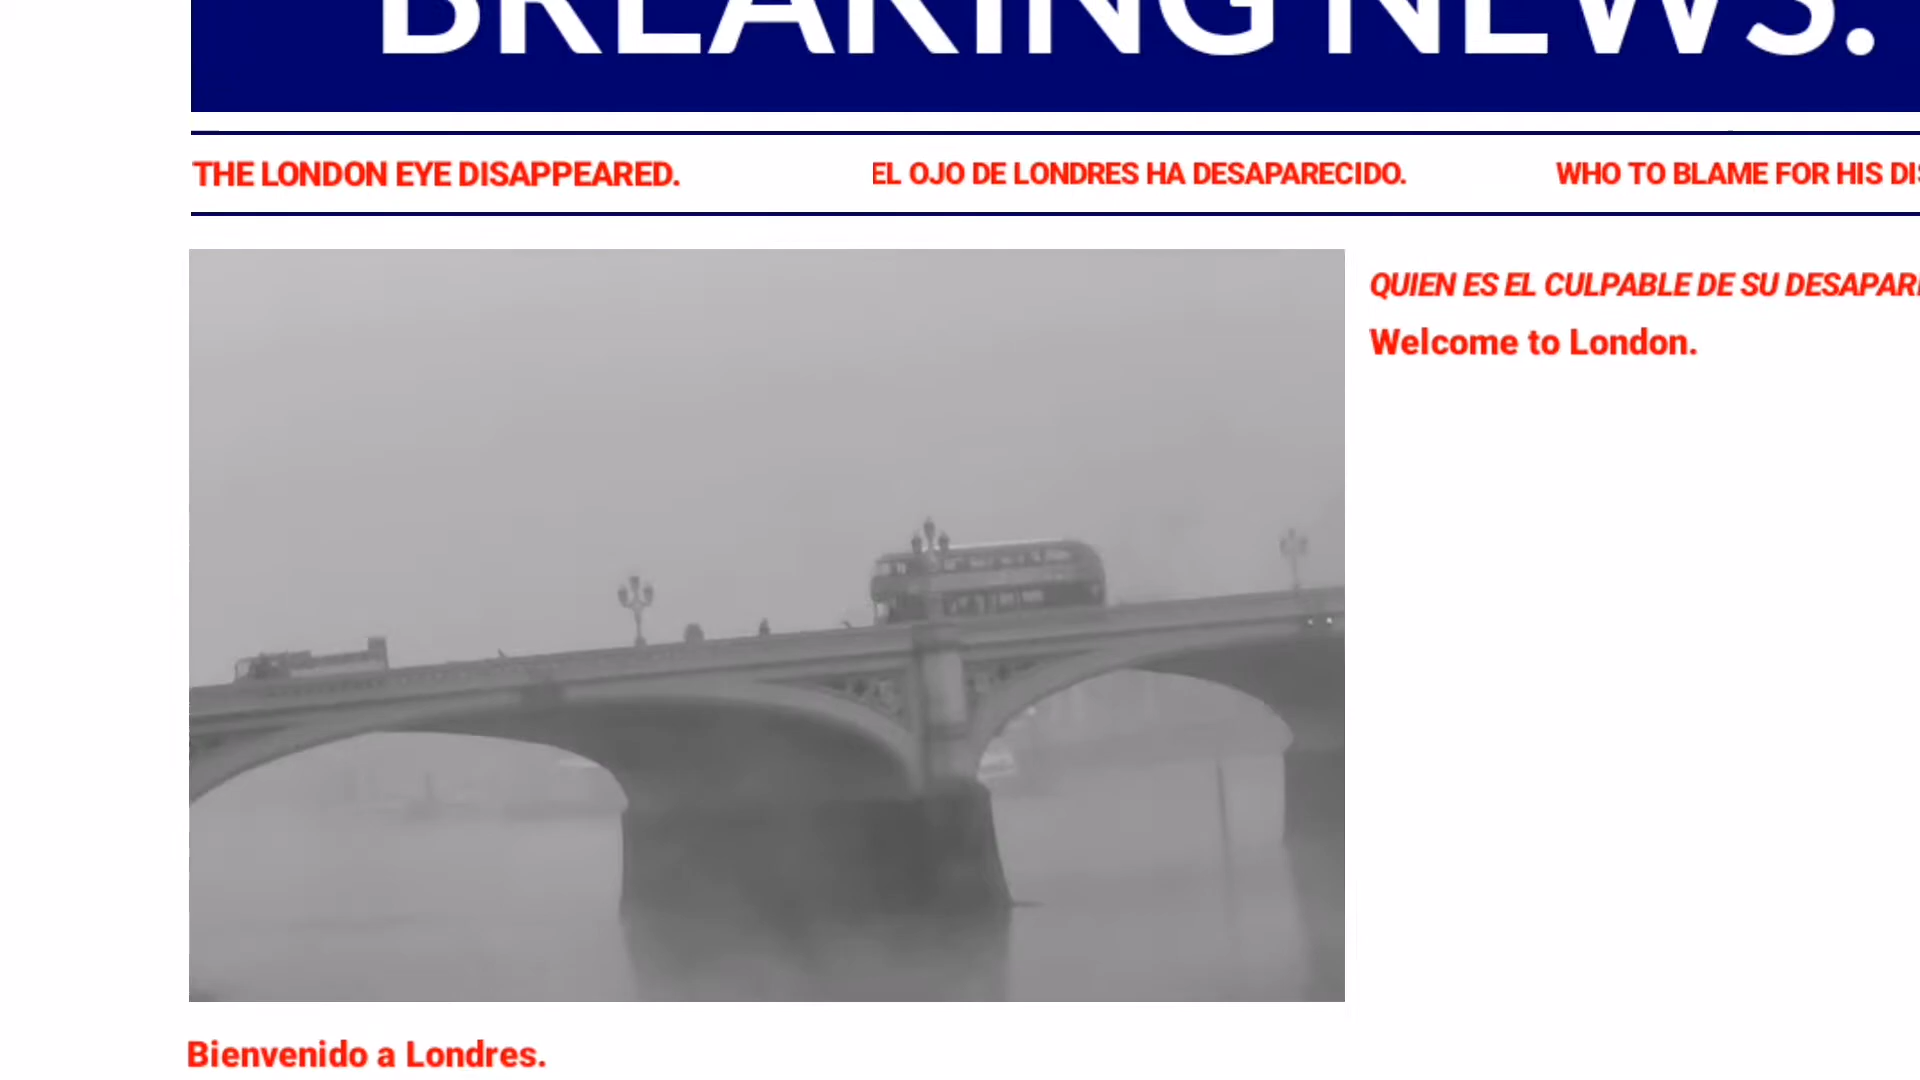 BREAKING NEWS.
THE LONDON EYE DISAPPEARED.
EL OJO DE LONDRES HA DESAPARECIDO.
WHO TO BLAME FOR HIS
QUIEN ES EL CULPABLE DE SU
Welcome to London.
Bienvenido a Londres.